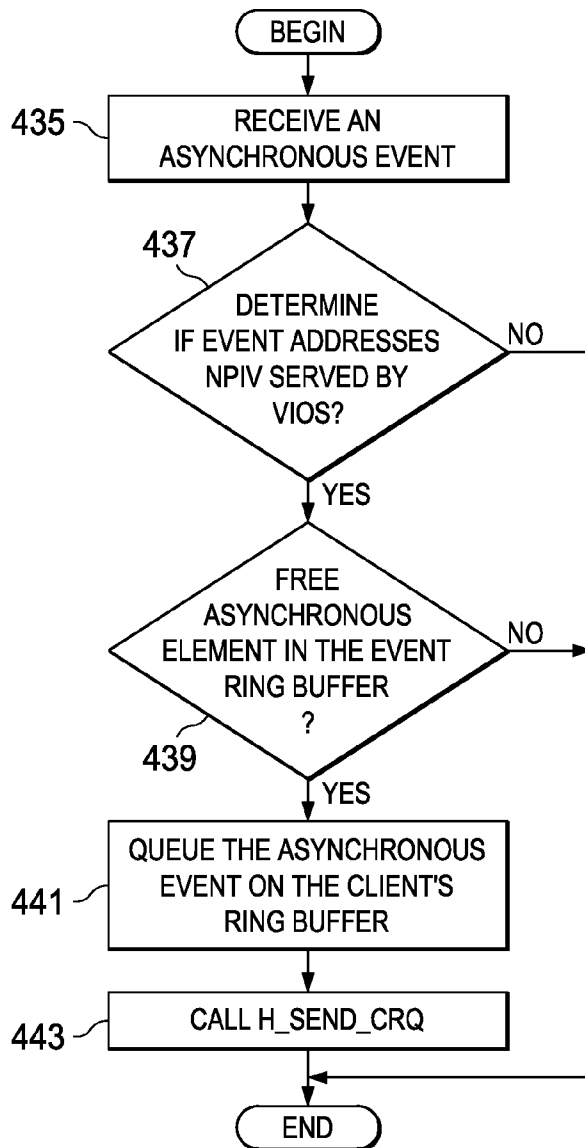 BEGIN
435
RECEIVE AN
ASYNCHRONOUS EVENT
437
DETERMINE
IF EVENT ADDRESSES
NPIV SERVED BY
VIOS?
NO
YES
FREE
ASYNCHRONOUS
ELEMENT IN THE EVENT
RING BUFFER
?
NO
439
YES
QUEUE THE ASYNCHRONOUS
EVENT ON THE CLIENT'S
RING BUFFER
441
CALL H_SEND_CRQ
443
END